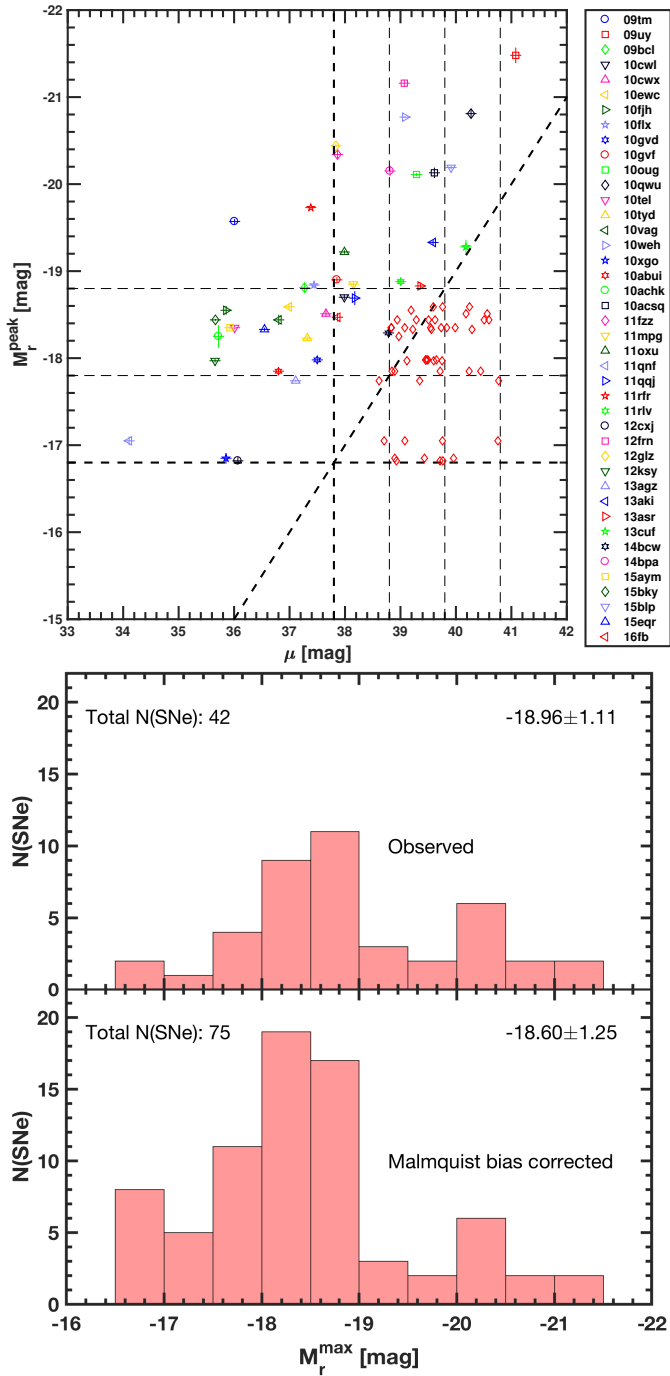 -22
-21
-20
-19
-18
-17
-16
-15
M_r^peak [mag]
33 34 35 36 37 38 39 40 41 42
μ [mag]
09tm
09uy
09bcl
10cwl
10cwx
10ewc
10fjh
10flx
10gvd
10gvf
10oug
10qwu
10tel
10tyd
10vag
10weh
10xgo
10abui
10achk
10acsq
11fzz
11mpg
11oxu
11qnf
11qqj
11rfr
11rlv
12cxj
12frn
12glz
12ksy
13agz
13aki
13asr
13cuf
14bcw
14bpa
15aym
15bky
15blp
15eqr
16fb
20
15
10
5
0
N(SNe)
Total N(SNe): 42 -18.96±1.11
Observed
20
15
10
5
0
N(SNe)
Total N(SNe): 75 -18.60±1.25
Malmquist bias corrected
-16 -17 -18 -19 -20 -21 -22
M_r^max [mag]